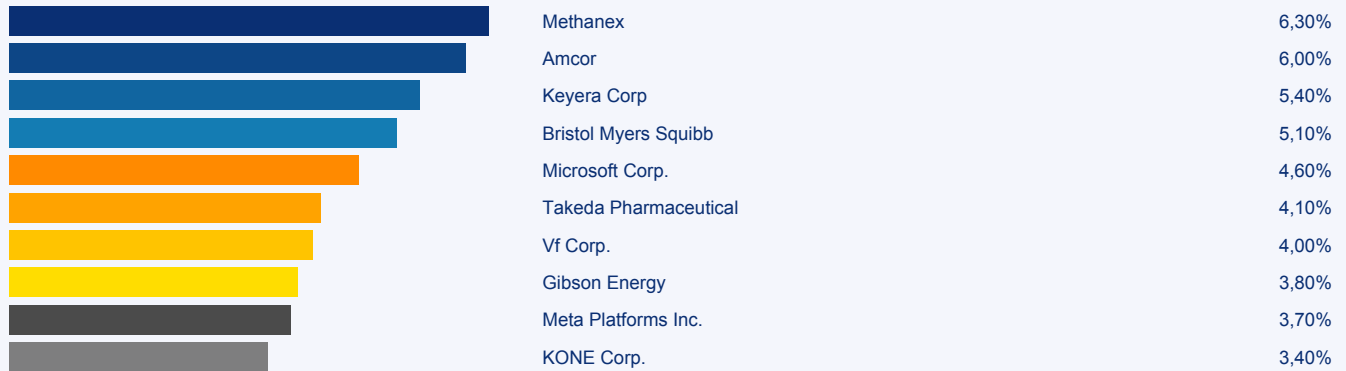 Methanex 6,30%
Amcor 6,00%
Keyera Corp 5,40%
Bristol Myers Squibb 5,10%
Microsoft Corp. 4,60%
Takeda Pharmaceutical 4,10%
Vf Corp. 4,00%
Gibson Energy 3,80%
Meta Platforms Inc. 3,70%
KONE Corp. 3,40%